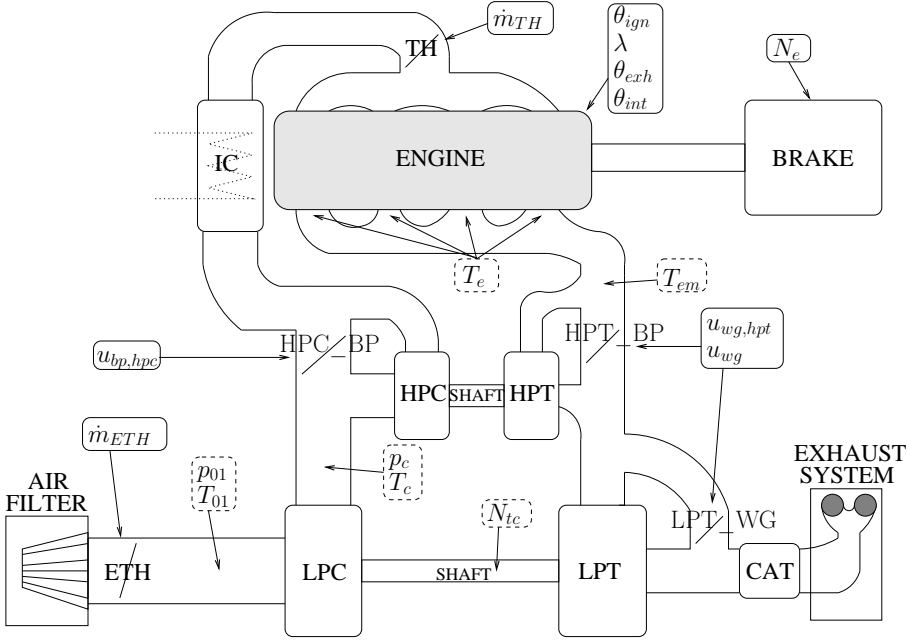 ṁ_TH
θ_ign
λ
θ_exh
θ_int
N_e
TH
IC
ENGINE
BRAKE
T_e
T_em
HPC_BP
HPT_BP
u_bp,hpc
u_wg,hpt
u_wg
HPC
SHAFT
HPT
ṁ_ETH
p_01
T_01
p_c
T_c
N_tc
EXHAUST
SYSTEM
AIR
FILTER
LPT_WG
ETH
LPC
SHAFT
LPT
CAT